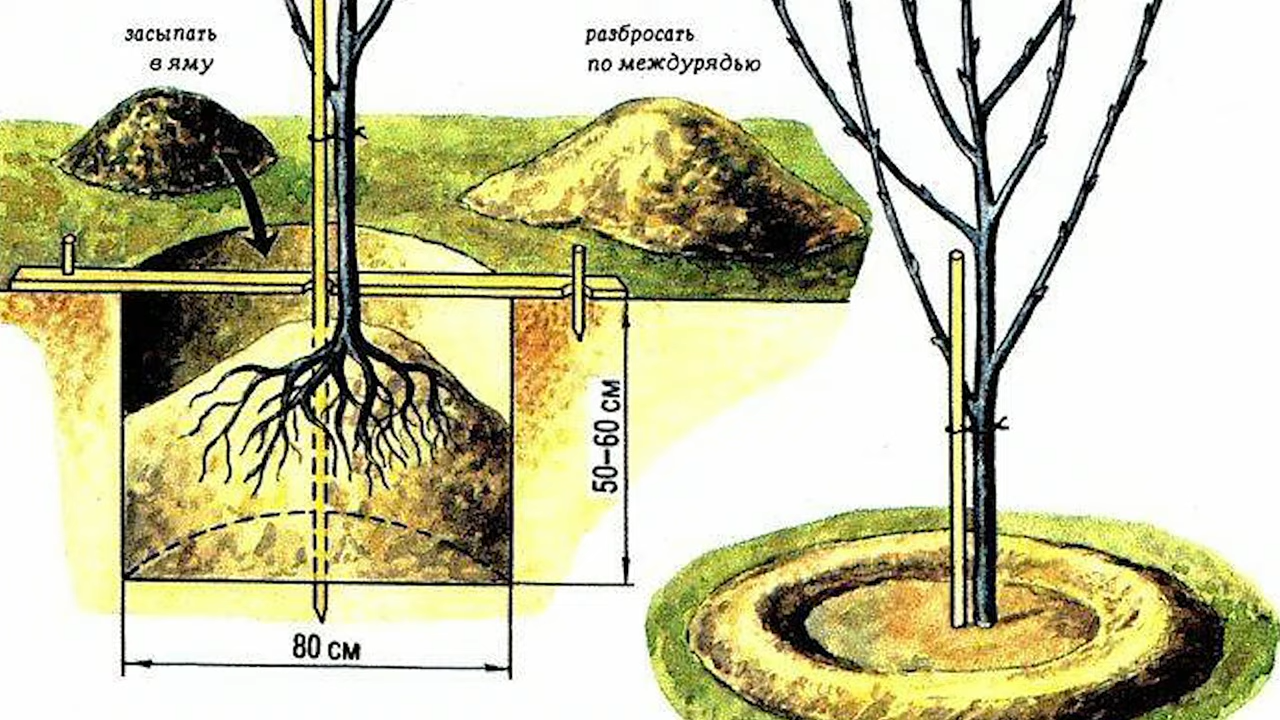 засыпать
в яму
разбросать
по междурядью
50–60 см
80 см